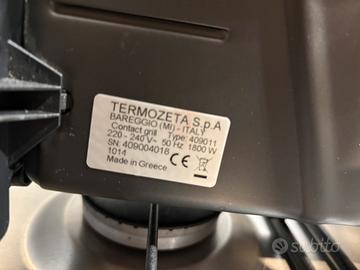 TERMOZETA S.p.A
BAREGGIO (MI) - ITALY
Contact grill Type: 409011
220 - 240 V~ 50 Hz 1800 W
SN: 409004018
1014
Made in Greece
CE
subito